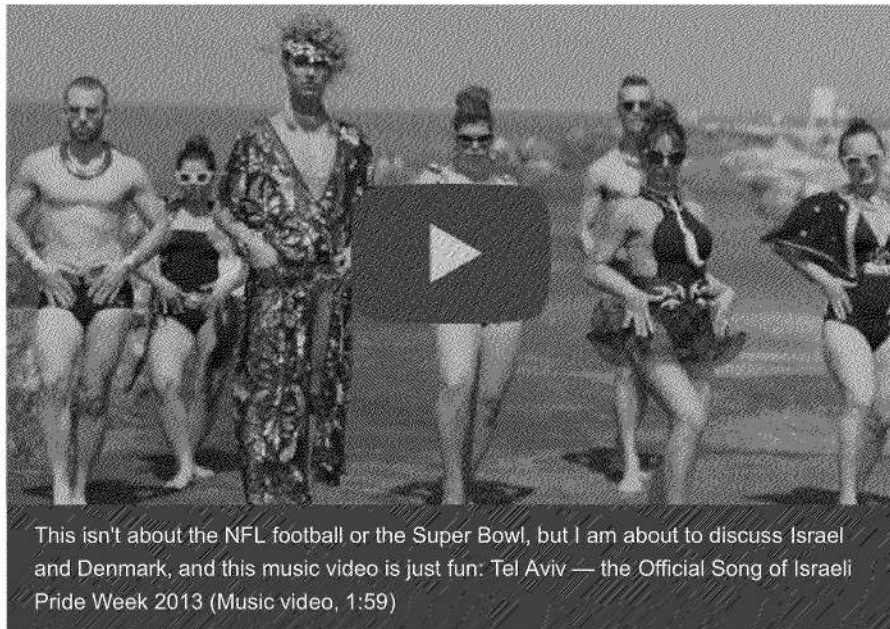 This isn't about the NFL football or the Super Bowl, but I am about to discuss Israel
and Denmark, and this music video is just fun: Tel Aviv — the Official Song of Israeli
Pride Week 2013 (Music video, 1:59)